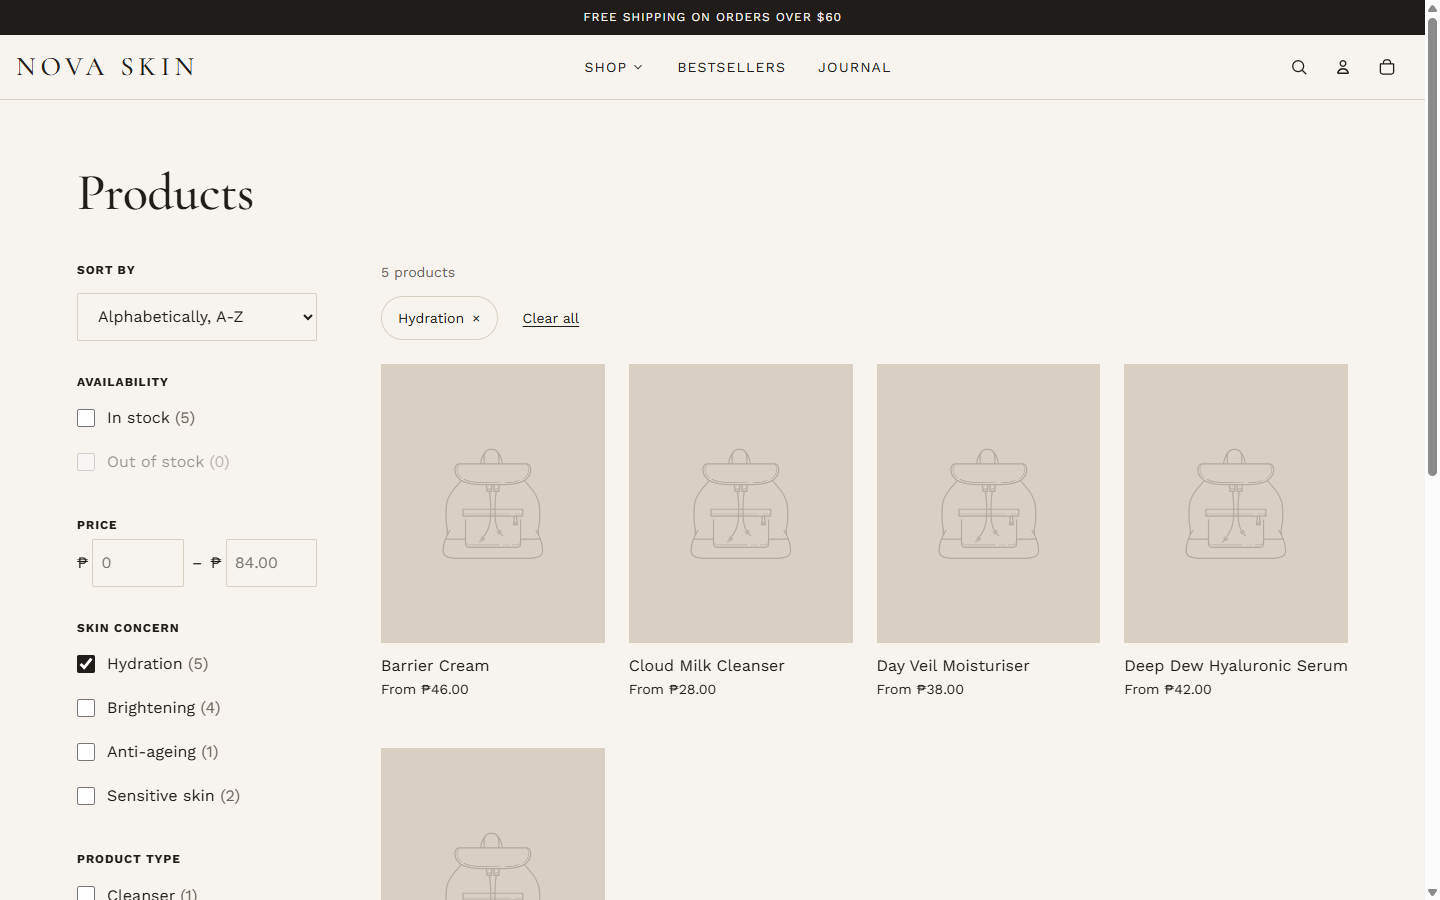 FREE SHIPPING ON ORDERS OVER $60
NOVA SKIN
SHOP
BESTSELLERS
JOURNAL
Products
SORT BY
Alphabetically, A-Z
AVAILABILITY
In stock (5)
Out of stock (0)
PRICE
₱ 0 – ₱ 84.00
SKIN CONCERN
Hydration (5)
Brightening (4)
Anti-ageing (1)
Sensitive skin (2)
PRODUCT TYPE
Cleanser (1)
5 products
Hydration ×
Clear all
Barrier Cream
From ₱46.00
Cloud Milk Cleanser
From ₱28.00
Day Veil Moisturiser
From ₱38.00
Deep Dew Hyaluronic Serum
From ₱42.00